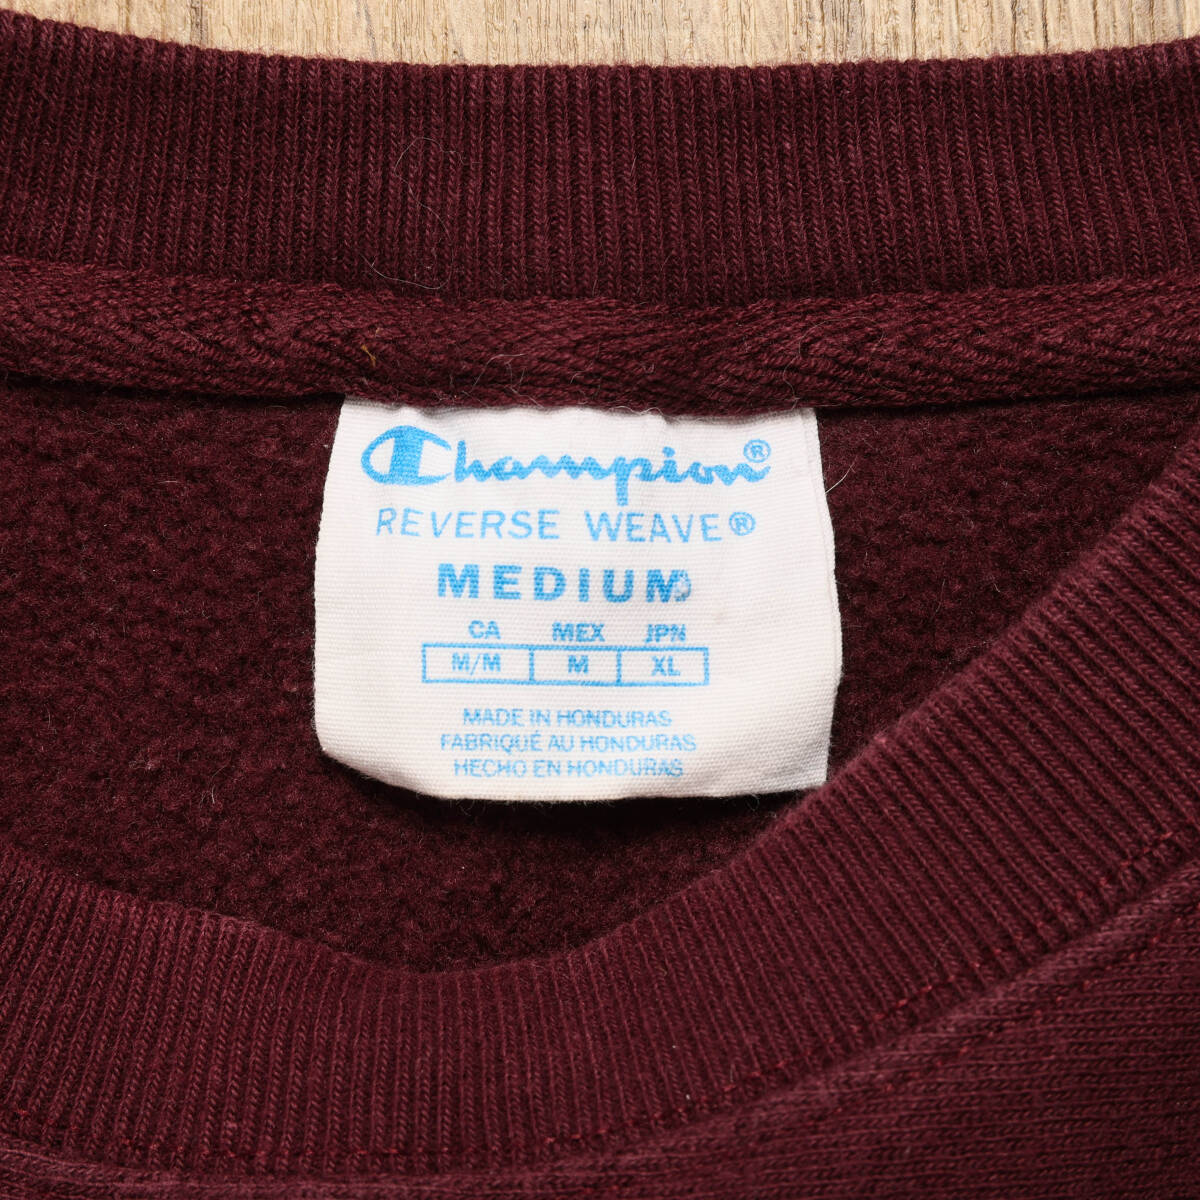 Champion®
REVERSE WEAVE®
MEDIUM
CA MEX JPN
M/M M XL
MADE IN HONDURAS
FABRIQUÉ AU HONDURAS
HECHO EN HONDURAS